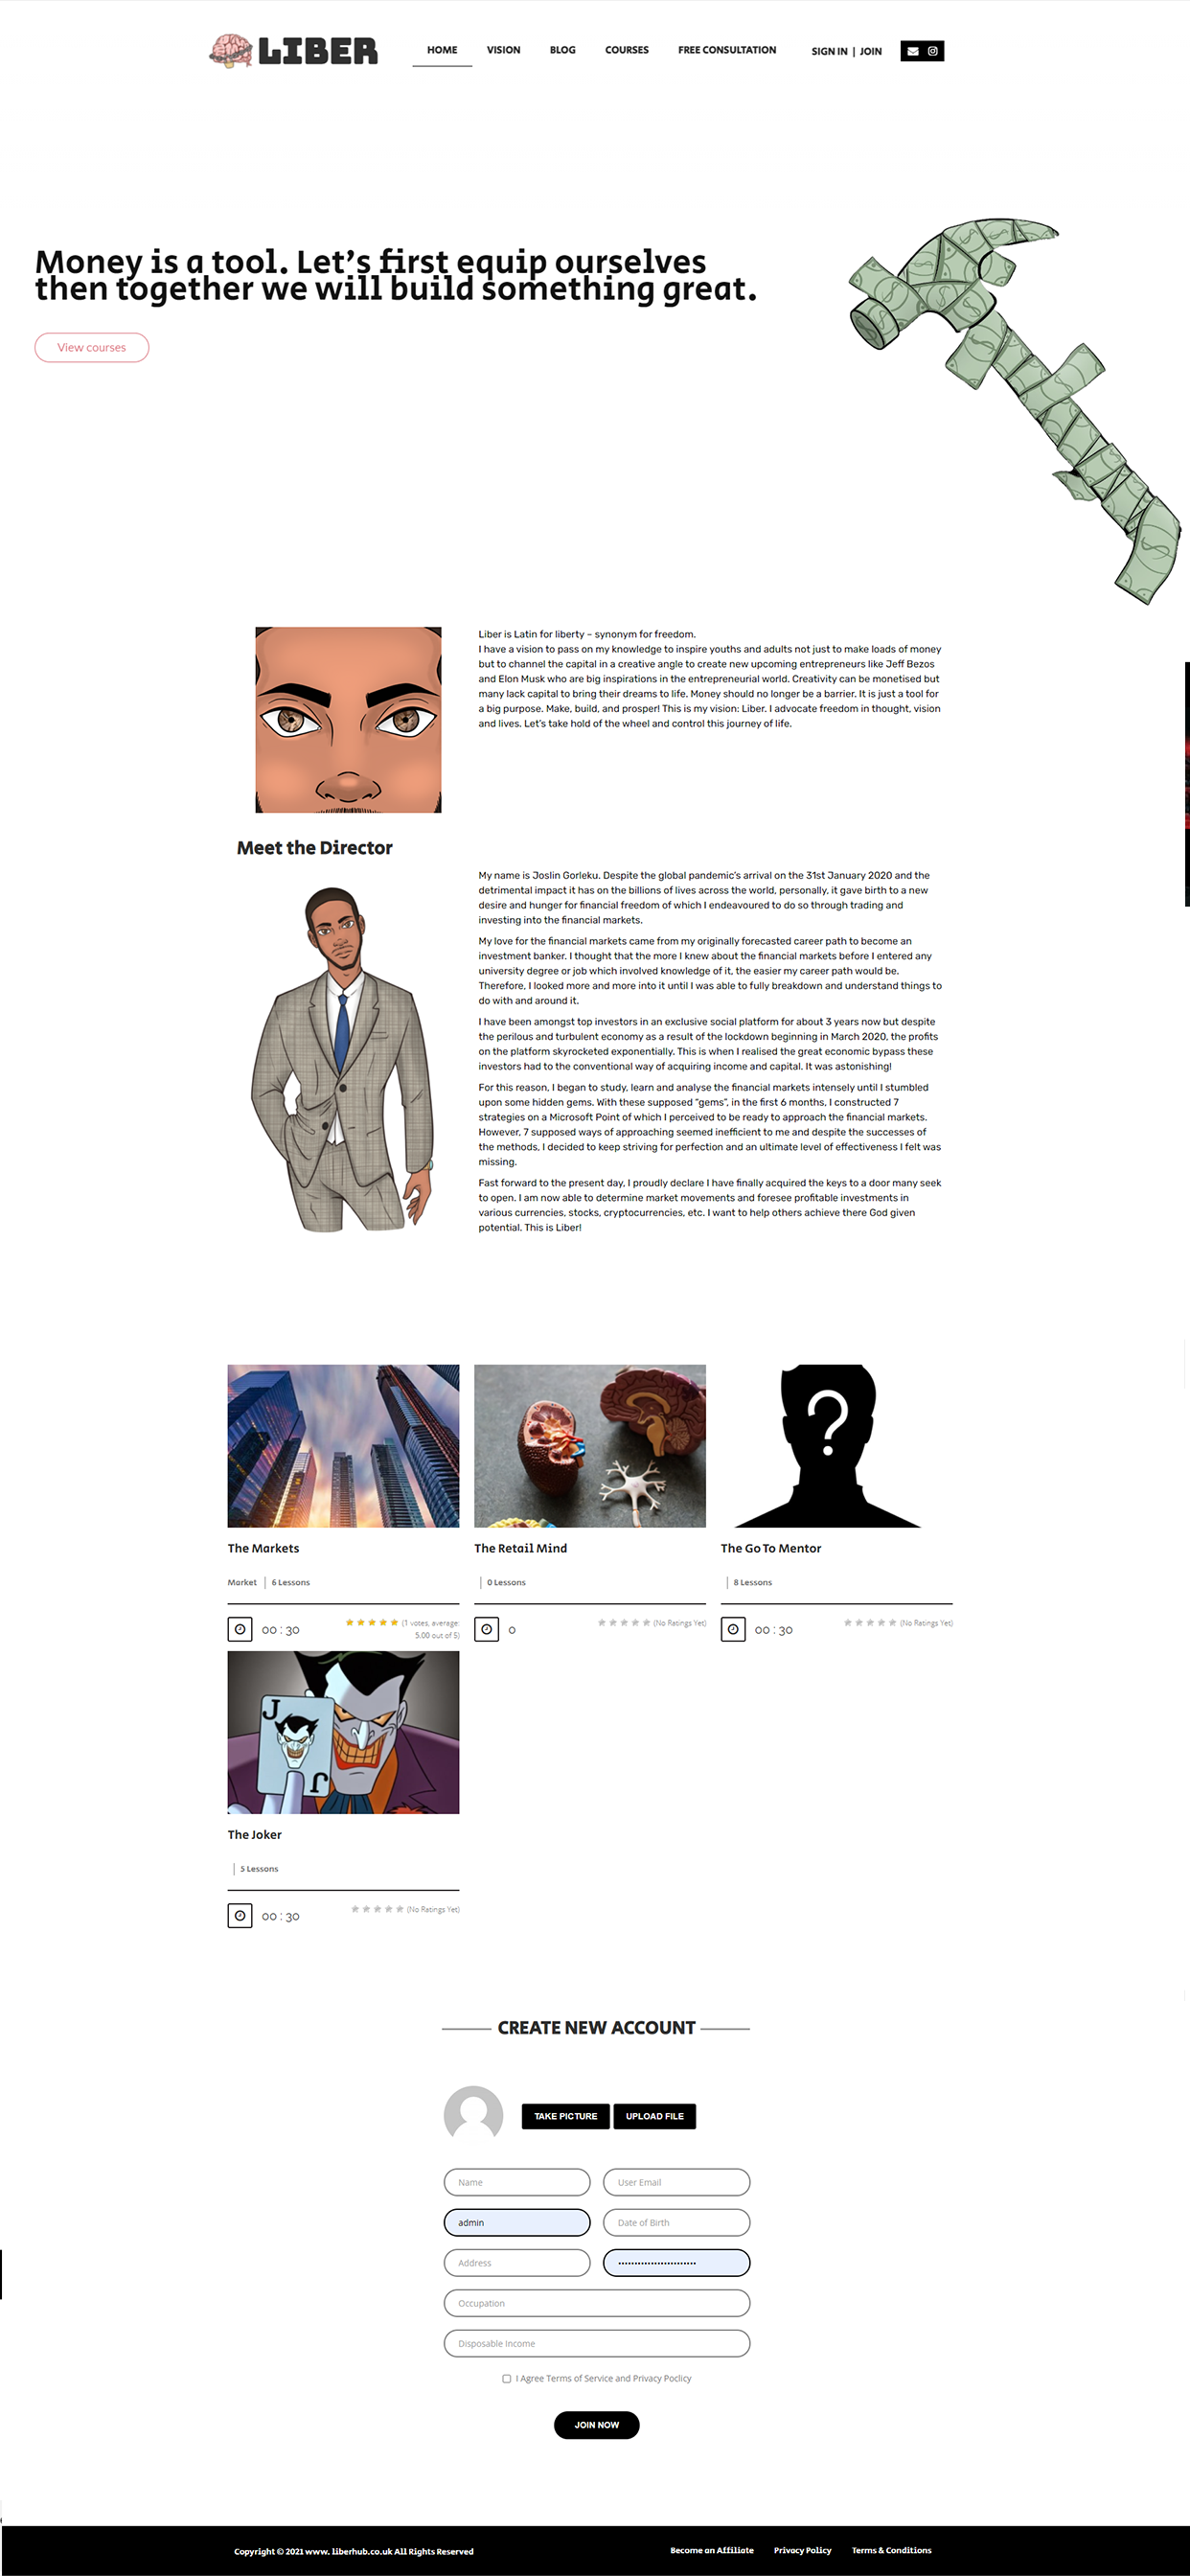 LIBER
HOME VISION BLOG COURSES FREE CONSULTATION SIGN IN | JOIN
Money is a tool. Let's first equip ourselves
then together we will build something great.
View courses
Liber is Latin for liberty – synonym for freedom.
I have a vision to pass on my knowledge to inspire youths and adults not just to make loads of money
but to channel the capital in a creative angle to create new upcoming entrepreneurs like Jeff Bezos
and Elon Musk who are big inspirations in the entrepreneurial world. Creativity can be monetised but
many lack capital to bring their dreams to life. Money should no longer be a barrier. It is just a tool for
a big purpose. Make, build, and prosper! This is my vision: Liber. I advocate freedom in thought, vision
and lives. Let's take hold of the wheel and control this journey of life.
Meet the Director
My name is Joslin Gorleku. Despite the global pandemic's arrival on the 31st January 2020 and the
detrimental impact it has on the billions of lives across the world, personally, it gave birth to a new
desire and hunger for financial freedom of which I endeavoured to do so through trading and
investing into the financial markets.
My love for the financial markets came from my originally forecasted career path to become an
investment banker. I thought that the more I knew about the financial markets before I entered any
university degree or job which involved knowledge of it, the easier my career path would be.
Therefore, I looked more and more into it until I was able to fully breakdown and understand things to
do with and around it.
I have been amongst top investors in an exclusive social platform for about 3 years now but despite
the perilous and turbulent economy as a result of the lockdown beginning in March 2020, the profits
on the platform skyrocketed exponentially. This is when I realised the great economic bypass these
investors had to the conventional way of acquiring income and capital. It was astonishing!
For this reason, I began to study, learn and analyse the financial markets intensely until I stumbled
upon some hidden gems. With these supposed "gems", in the first 6 months, I constructed 7
strategies on a Microsoft Point of which I perceived to be ready to approach the financial markets.
However, 7 supposed ways of approaching seemed inefficient to me and despite the successes of
the methods, I decided to keep striving for perfection and an ultimate level of effectiveness I felt was
missing.
Fast forward to the present day, I proudly declare I have finally acquired the keys to a door many seek
to open. I am now able to determine market movements and foresee profitable investments in
various currencies, stocks, cryptocurrencies, etc. I want to help others achieve there God given
potential. This is Liber!
?
The Markets
Market | 6 Lessons
00 : 30
(1 votes, average:
5.00 out of 5)
The Retail Mind
| 0 Lessons
0
(No Ratings Yet)
The Go To Mentor
| 8 Lessons
00 : 30
(No Ratings Yet)
J
J
The Joker
| 5 Lessons
00 : 30
(No Ratings Yet)
CREATE NEW ACCOUNT
TAKE PICTURE UPLOAD FILE
Name User Email
admin Date of Birth
Address
Occupation
Disposable Income
I Agree Terms of Service and Privacy Poclicy
JOIN NOW
Copyright © 2021 www. liberhub.co.uk All Rights Reserved
Become an Affiliate Privacy Policy Terms & Conditions